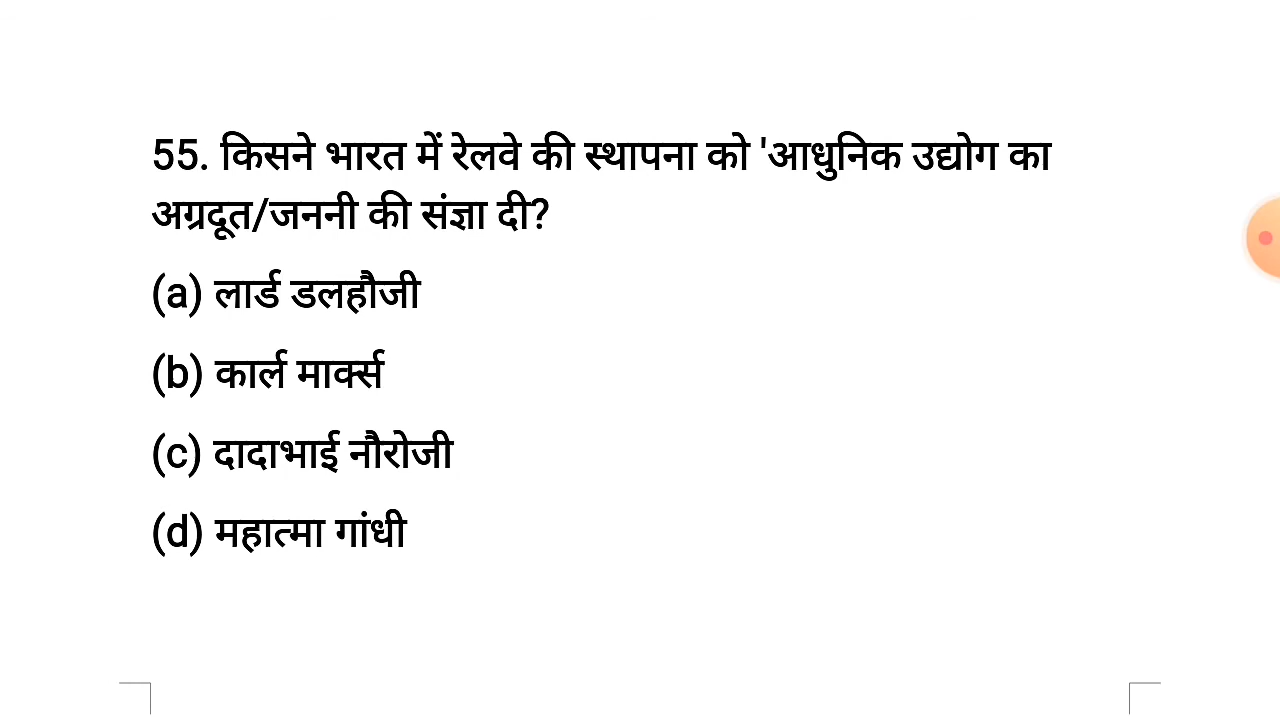 55. किसने भारत में रेलवे की स्थापना को 'आधुनिक उद्योग का
अग्रदूत/जननी की संज्ञा दी?
(a) लार्ड डलहौजी
(b) कार्ल मार्क्स
(c) दादाभाई नौरोजी
(d) महात्मा गांधी